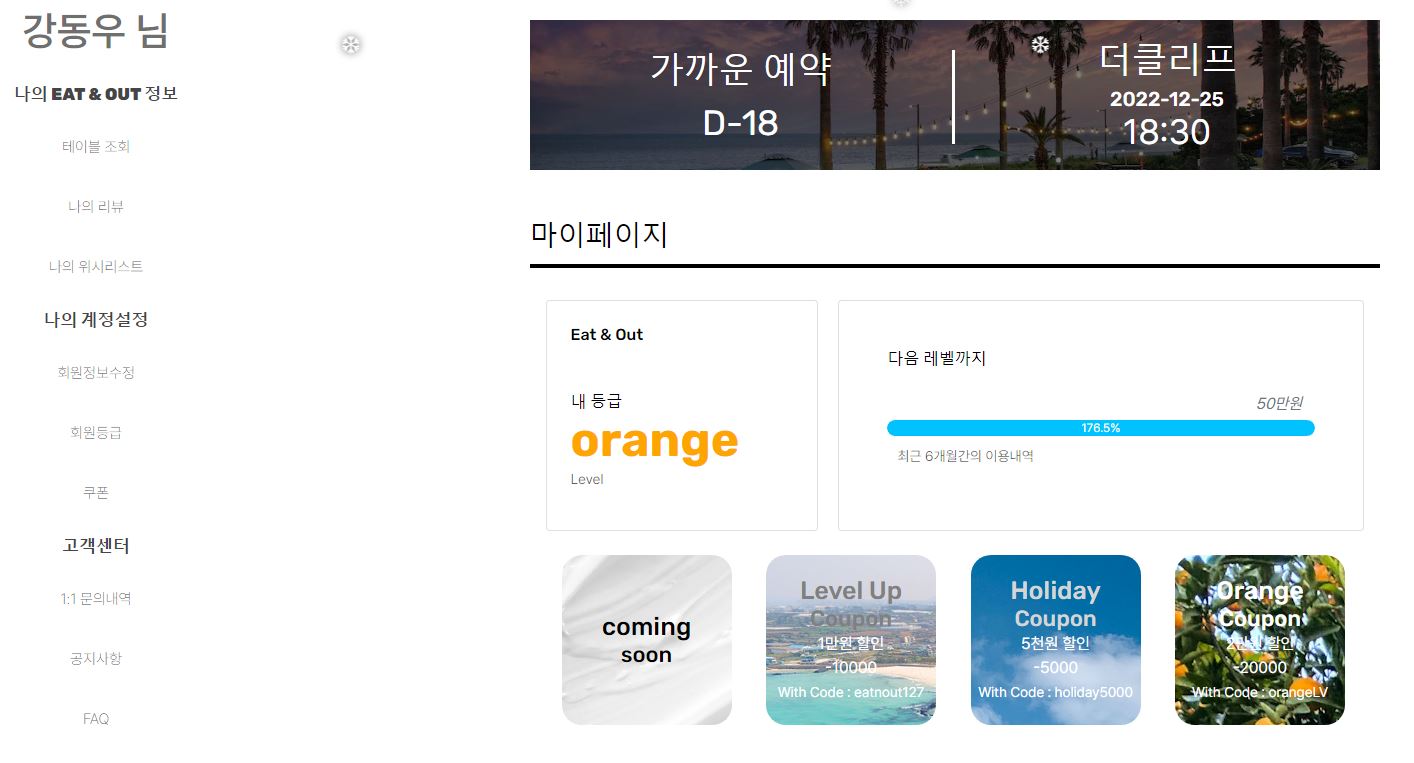 강동우 님
나의 EAT & OUT 정보
테이블 조회
나의 리뷰
나의 위시리스트
나의 계정설정
회원정보수정
회원등급
쿠폰
고객센터
1:1 문의내역
공지사항
FAQ
가까운 예약
D-18
더클리프
2022-12-25
18:30
마이페이지
Eat & Out
내 등급
orange
Level
다음 레벨까지
50만원
176.5%
최근 6개월간의 이용내역
coming
soon
Level Up
Coupon
1만원 할인
-10000
With Code : eatnout127
Holiday
Coupon
5천원 할인
-5000
With Code : holiday5000
Orange
Coupon
2만원 할인
-20000
With Code : orangeLV